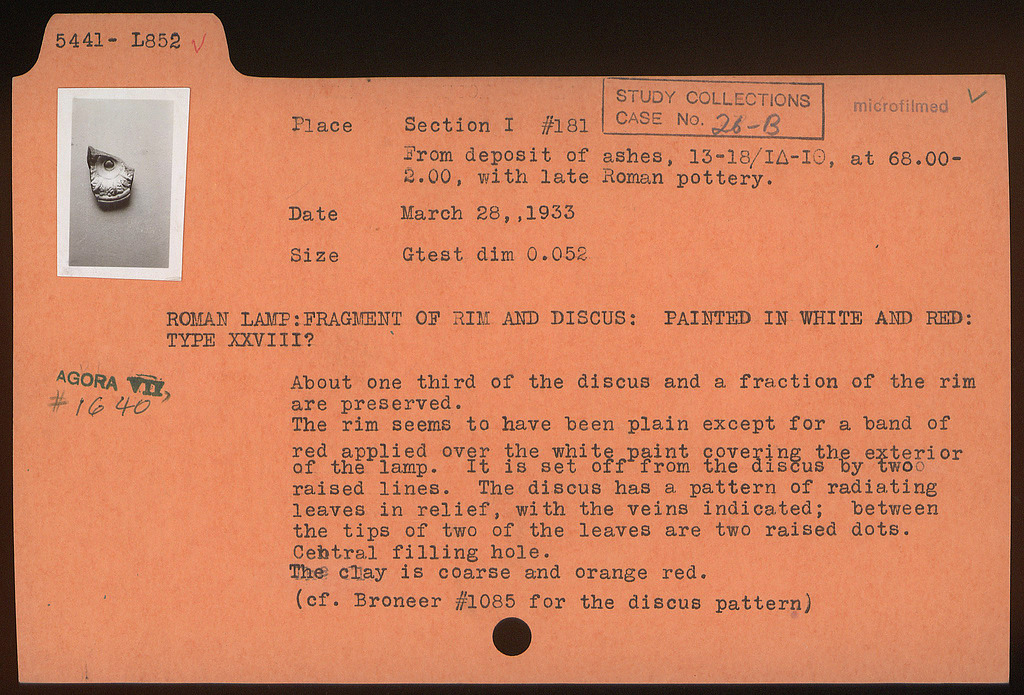 5441- L852 ✓
STUDY COLLECTIONS
CASE No. 26-B
microfilmed ✓
Place Section I #181
From deposit of ashes, 13-18/ΙΔ-ΙΘ, at 68.00-
2.00, with late Roman pottery.
Date March 28,,1933
Size Gtest dim 0.052
ROMAN LAMP:FRAGMENT OF RIM AND DISCUS: PAINTED IN WHITE AND RED:
TYPE XXVIII?
AGORA VII,
#1640
About one third of the discus and a fraction of the rim
are preserved.
The rim seems to have been plain except for a band of
red applied over the white paint covering the exterior
of the lamp. It is set off from the discus by two
raised lines. The discus has a pattern of radiating
leaves in relief, with the veins indicated; between
the tips of two of the leaves are two raised dots.
Central filling hole.
The clay is coarse and orange red.
(cf. Broneer #1085 for the discus pattern)